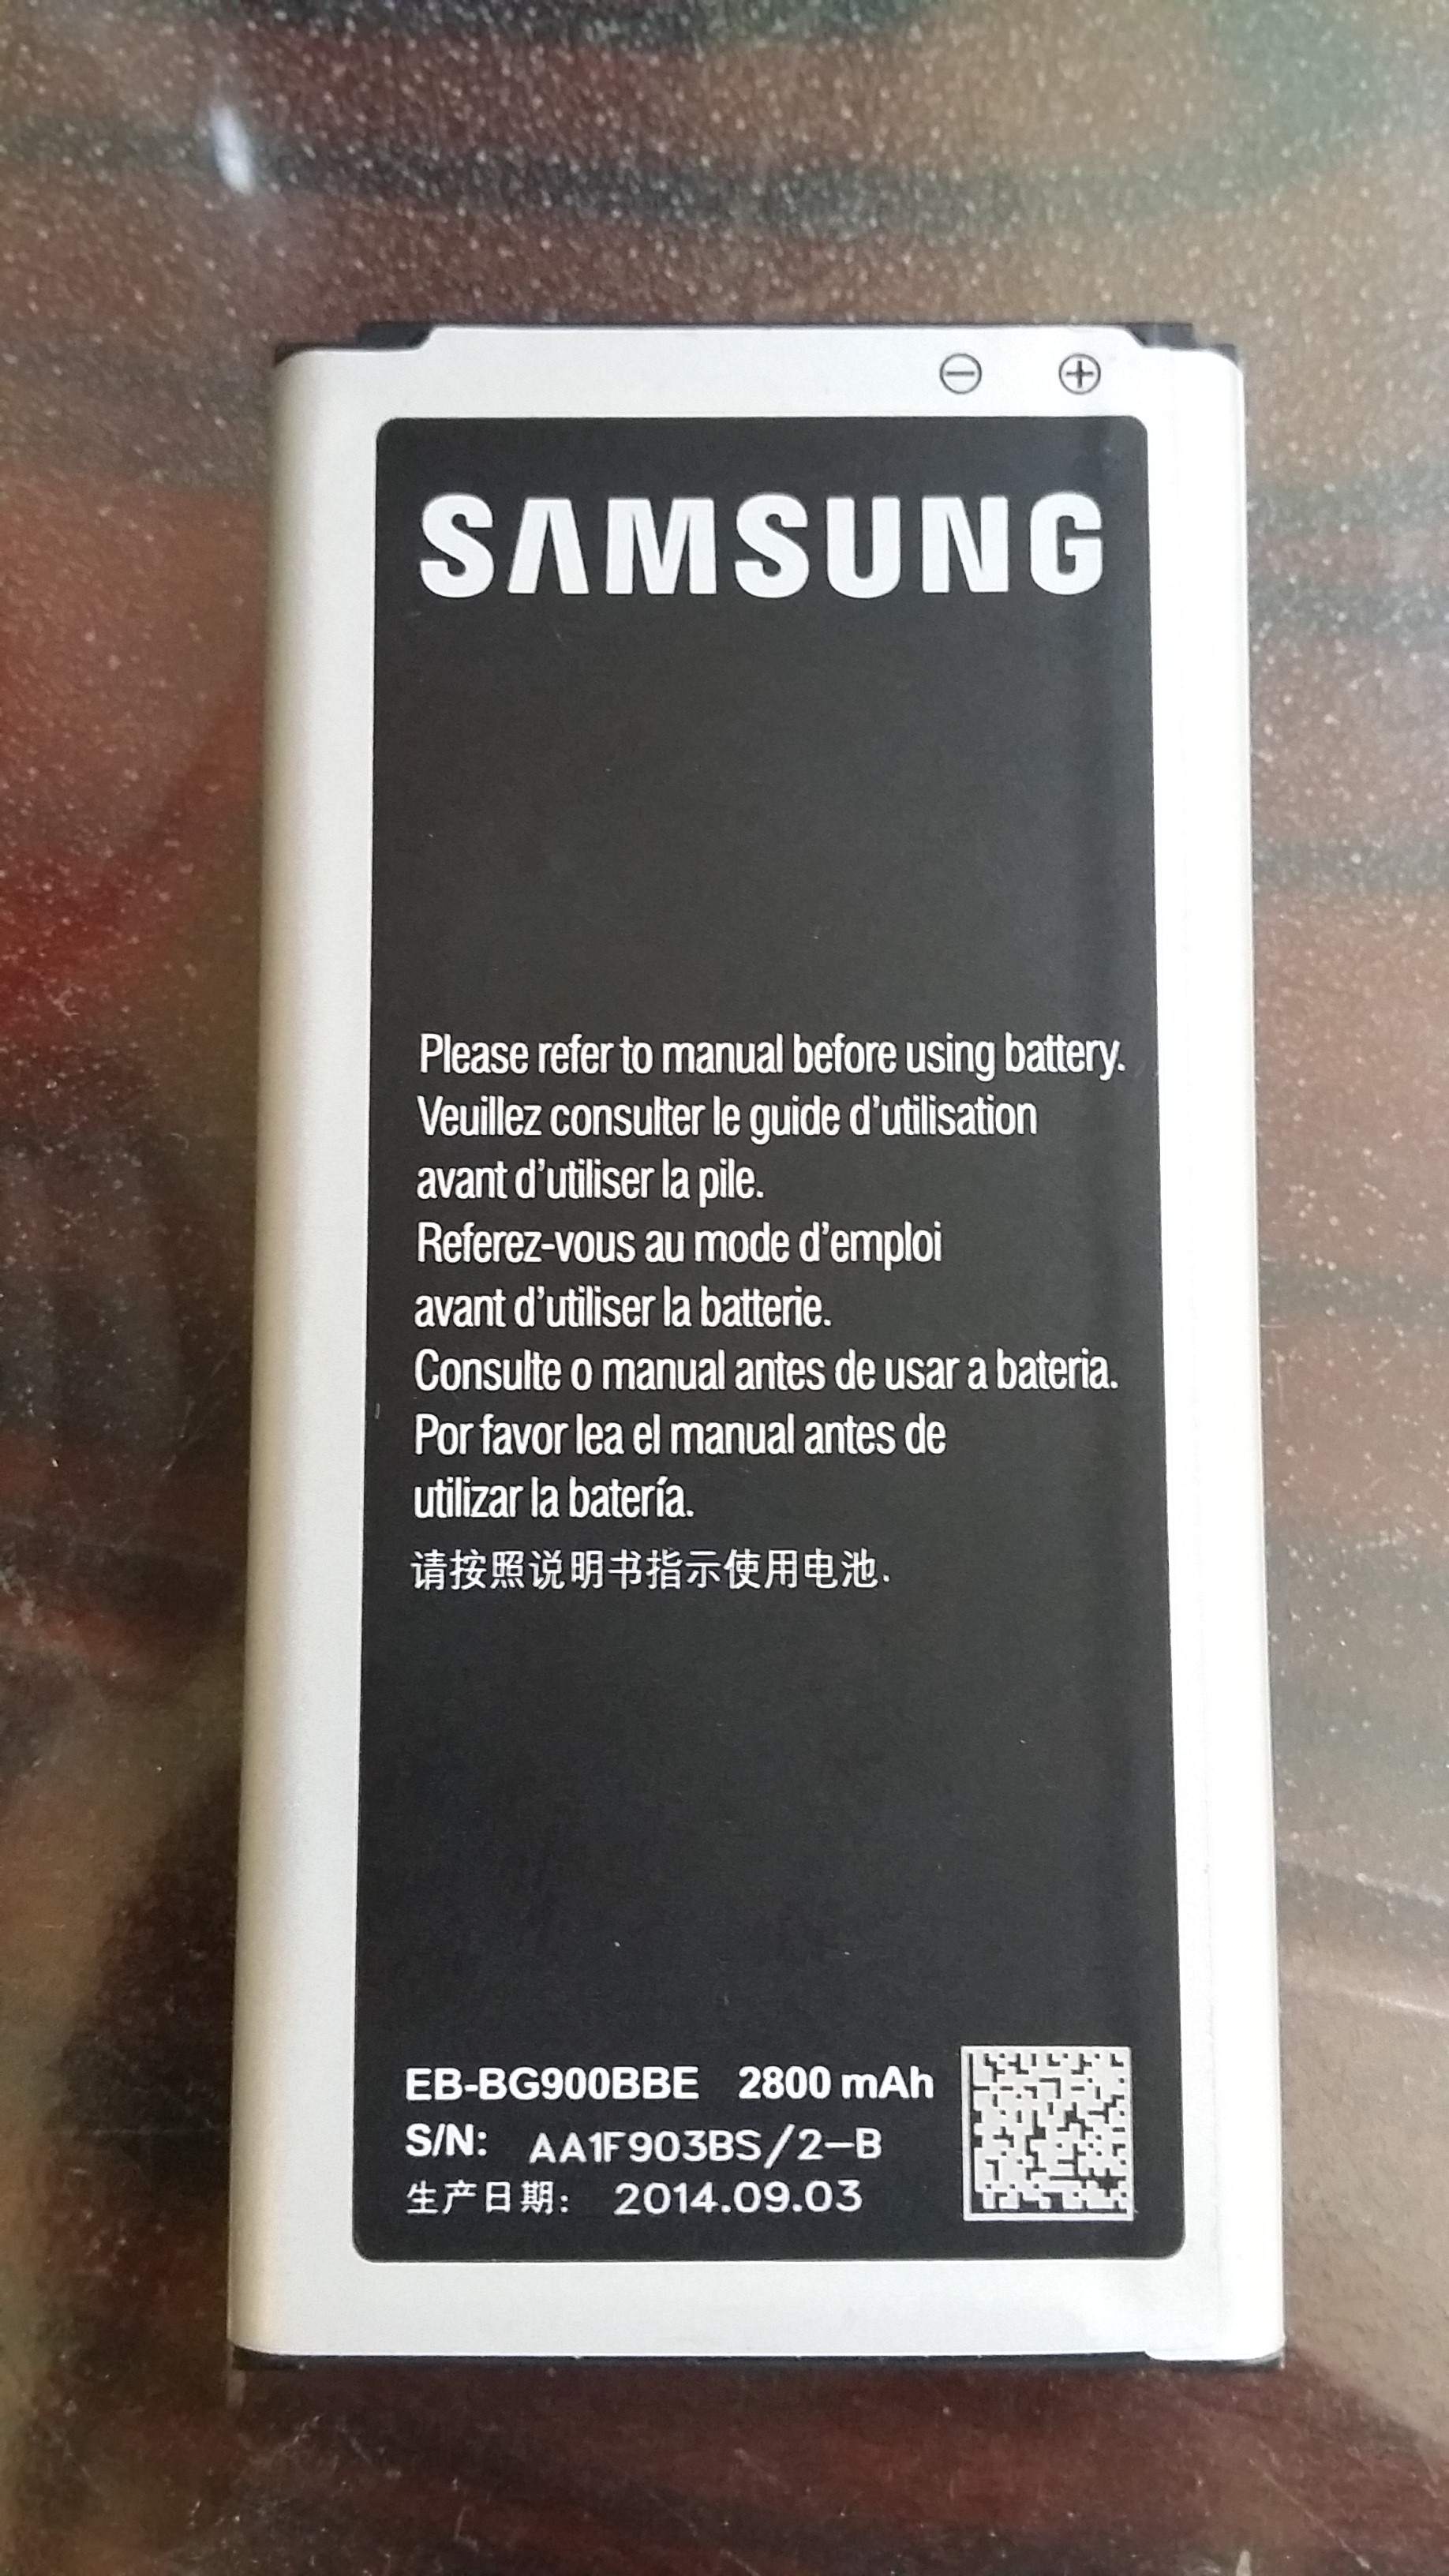 ⊖ ⊕
SAMSUNG
Please refer to manual before using battery.
Veuillez consulter le guide d'utilisation
avant d'utiliser la pile.
Referez-vous au mode d'emploi
avant d'utiliser la batterie.
Consulte o manual antes de usar a bateria.
Por favor lea el manual antes de
utilizar la batería.
请按照说明书指示使用电池.
EB-BG900BBE 2800 mAh
S/N: AA1F903BS/2-B
生产日期: 2014.09.03